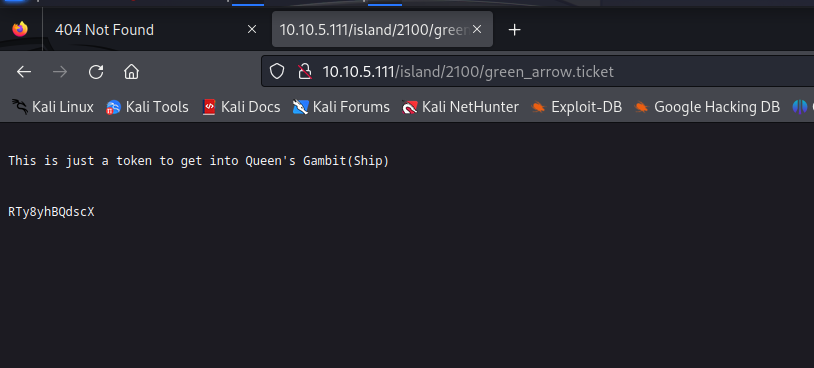 404 Not Found
10.10.5.111/island/2100/green
10.10.5.111/island/2100/green_arrow.ticket
Kali Linux Kali Tools Kali Docs Kali Forums Kali NetHunter Exploit-DB Google Hacking DB
This is just a token to get into Queen's Gambit(Ship)
RTy8yhBQdscX